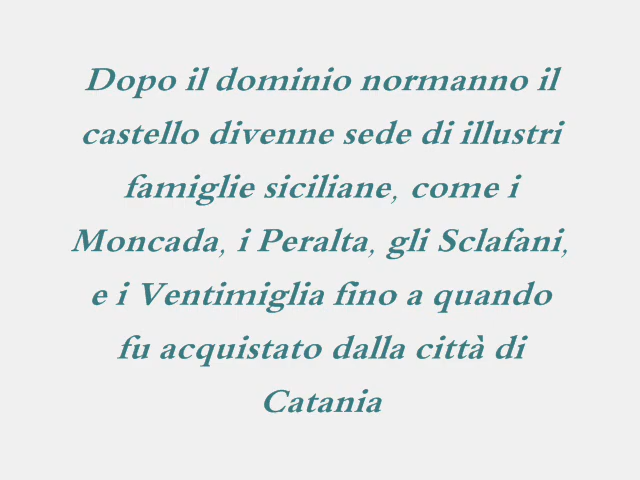 Dopo il dominio normanno il
castello divenne sede di illustri
famiglie siciliane, come i
Moncada, i Peralta, gli Sclafani,
e i Ventimiglia fino a quando
fu acquistato dalla città di
Catania